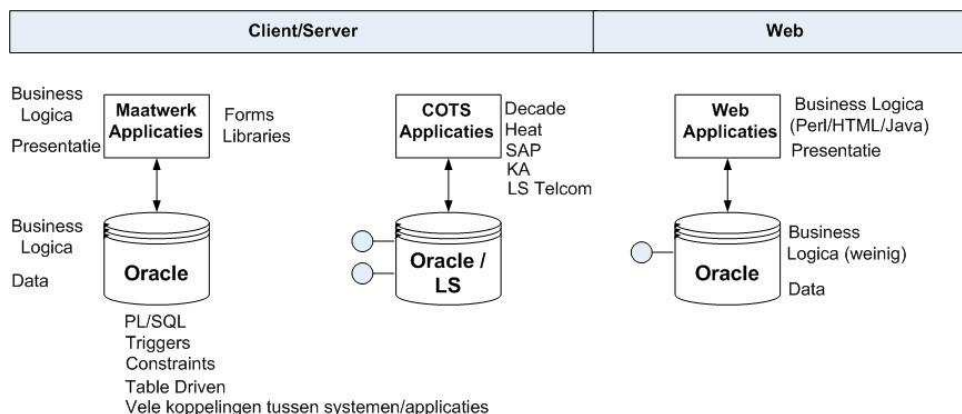 Client/Server
Web
Business
Logica
Presentatie
Maatwerk
Applicaties
Forms
Libraries
COTS
Applicaties
Decade
Heat
SAP
KA
LS Telcom
Web
Applicaties
Business Logica
(Perl/HTML/Java)
Presentatie
Business
Logica
Data
Oracle
Oracle /
LS
Oracle
Business
Logica (weinig)
Data
PL/SQL
Triggers
Constraints
Table Driven
Vele koppelingen tussen systemen/applicaties